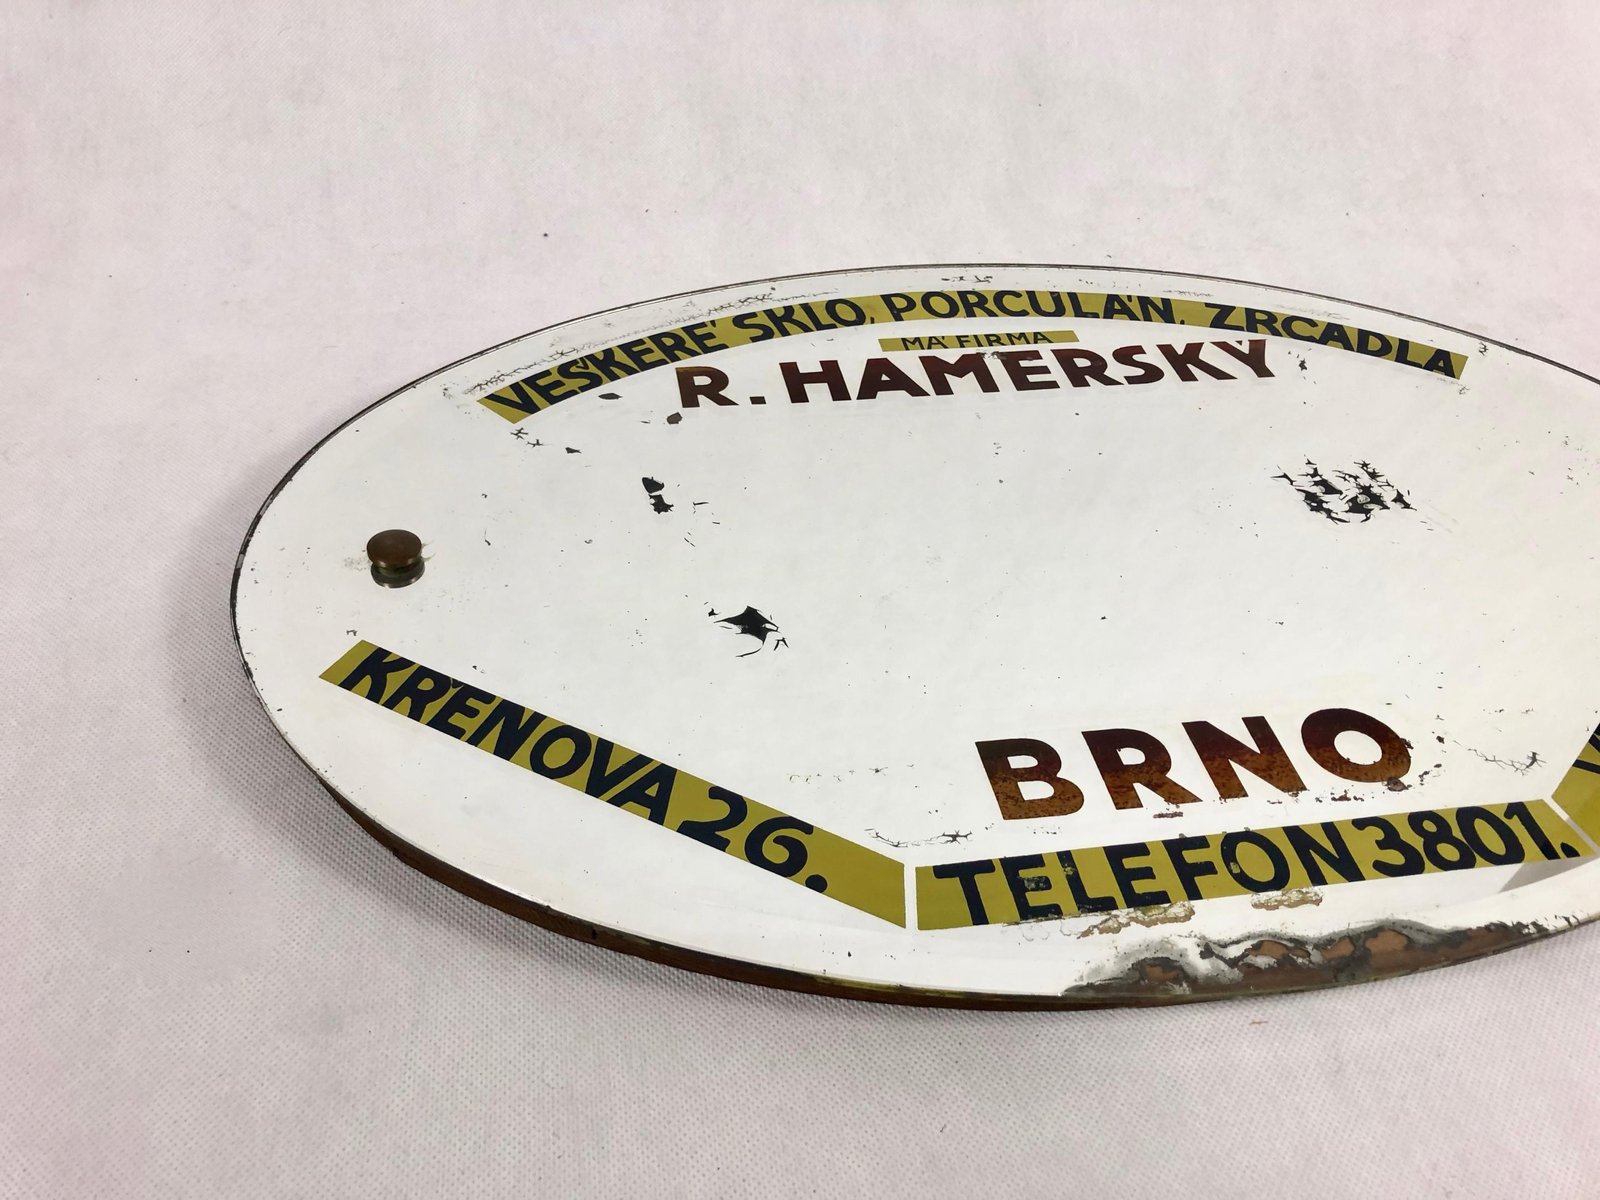 VEŠKERÉ SKLO, PORCULÁN, ZRCADLA
MÁ FIRMA
R. HAMERSKÝ
BRNO
KŘENOVA 26.
TELEFON 3801.